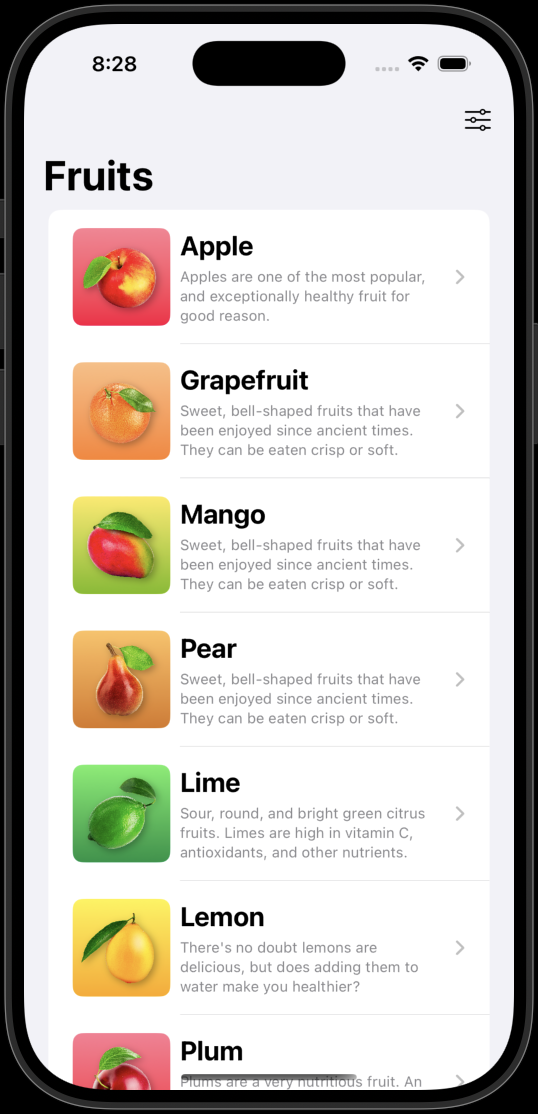 8:28
Fruits
Apple
Apples are one of the most popular,
and exceptionally healthy fruit for
good reason.
Grapefruit
Sweet, bell-shaped fruits that have
been enjoyed since ancient times.
They can be eaten crisp or soft.
Mango
Sweet, bell-shaped fruits that have
been enjoyed since ancient times.
They can be eaten crisp or soft.
Pear
Sweet, bell-shaped fruits that have
been enjoyed since ancient times.
They can be eaten crisp or soft.
Lime
Sour, round, and bright green citrus
fruits. Limes are high in vitamin C,
antioxidants, and other nutrients.
Lemon
There's no doubt lemons are
delicious, but does adding them to
water make you healthier?
Plum
Plums are a very nutritious fruit. An